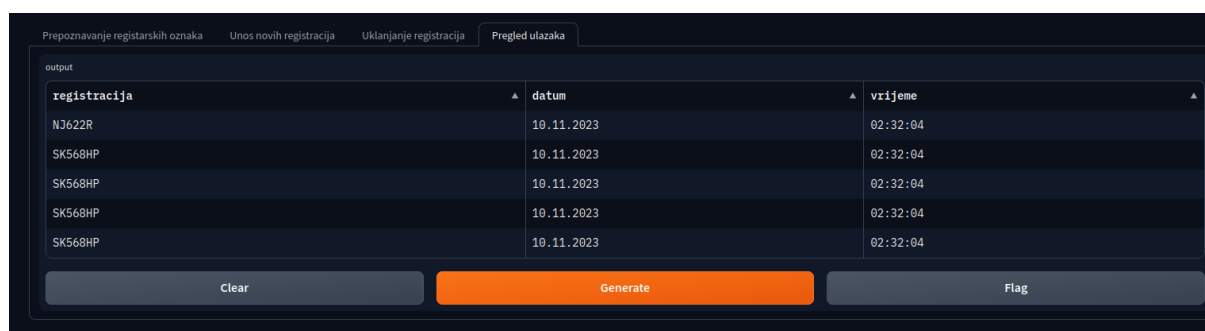 Prepoznavanje registarskih oznaka Unos novih registracija Uklanjanje registracija Pregled ulazaka
output
registracija ▲ datum ▲ vrijeme ▲
NJ622R 10.11.2023 02:32:04
SK568HP 10.11.2023 02:32:04
SK568HP 10.11.2023 02:32:04
SK568HP 10.11.2023 02:32:04
SK568HP 10.11.2023 02:32:04
Clear Generate Flag